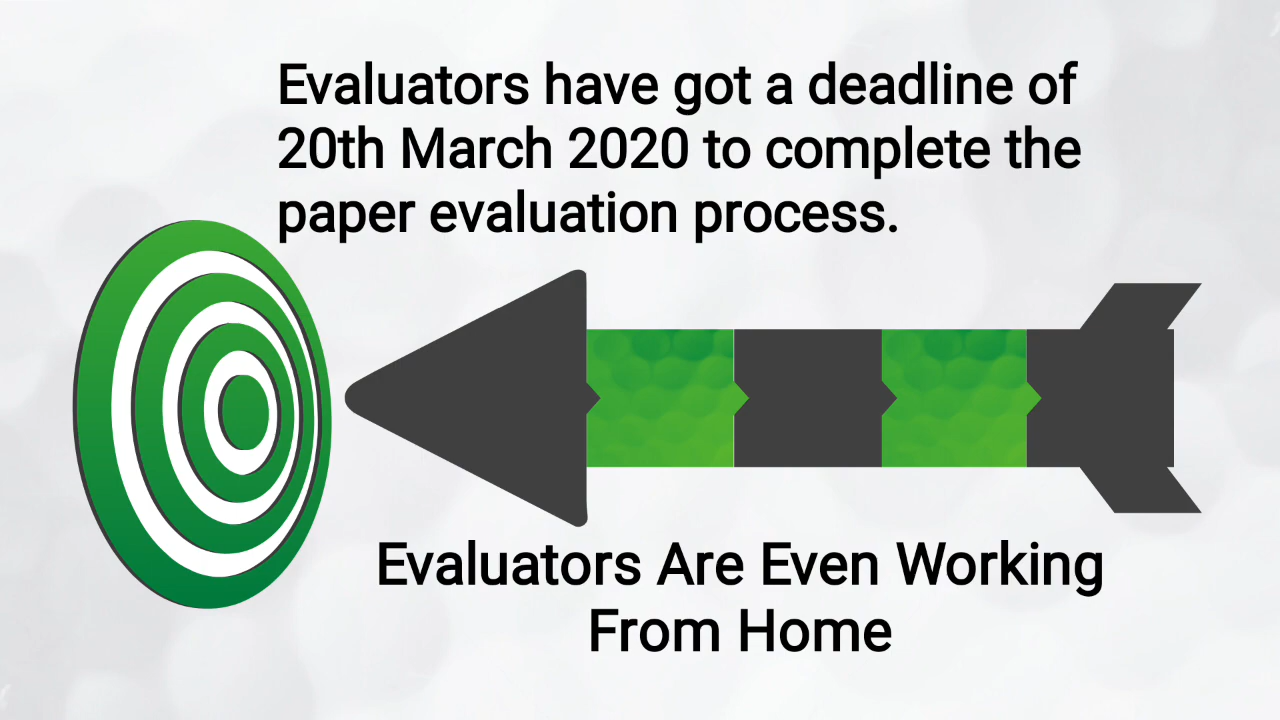 Evaluators have got a deadline of
20th March 2020 to complete the
paper evaluation process.
Evaluators Are Even Working
From Home